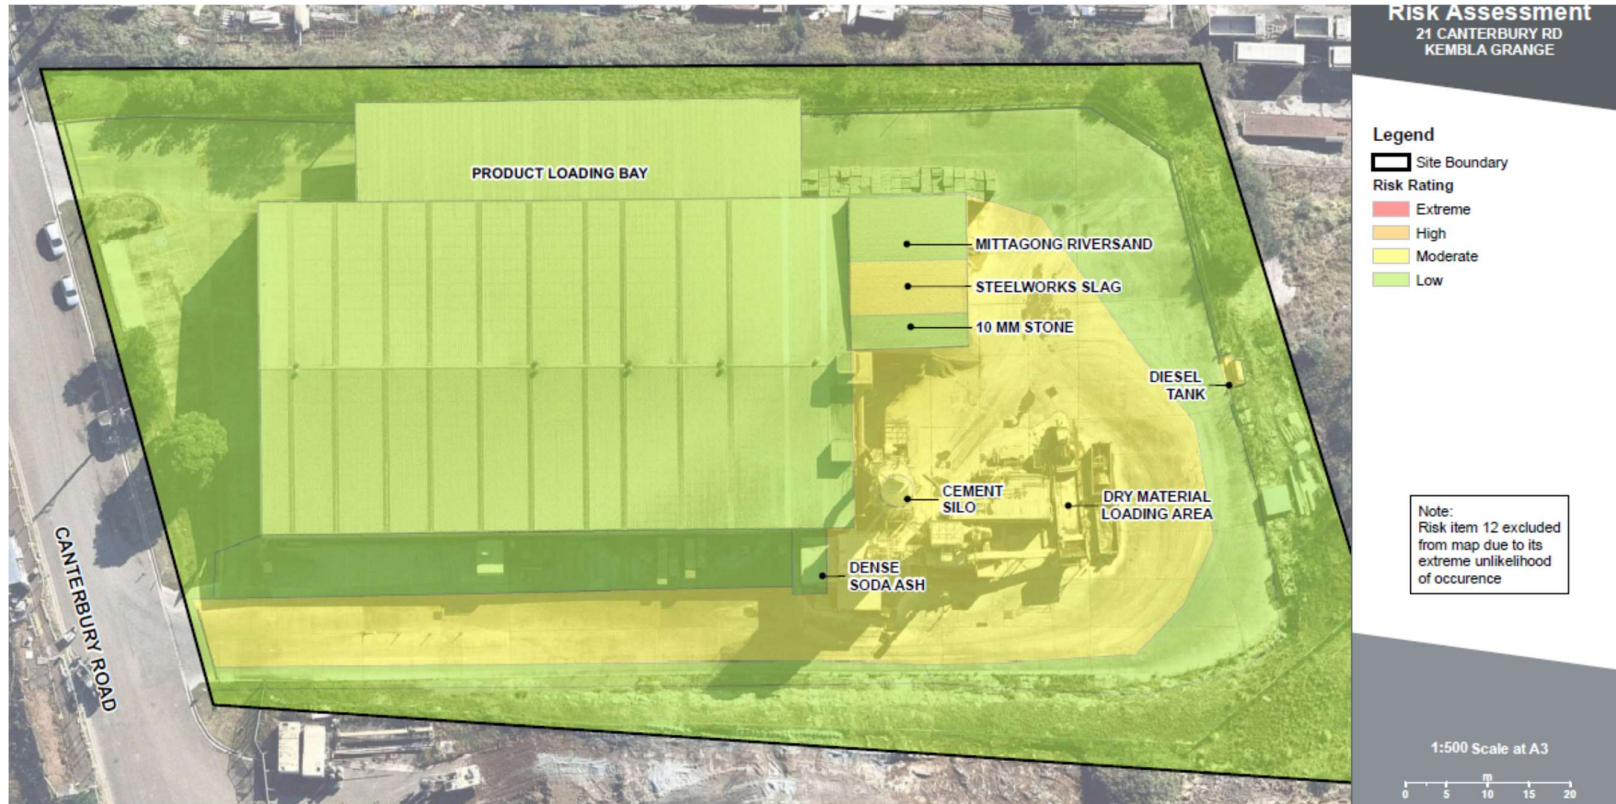 Risk Assessment
21 CANTERBURY RD
KEMBLA GRANGE
Legend
Site Boundary
Risk Rating
Extreme
High
Moderate
Low
PRODUCT LOADING BAY
MITTAGONG RIVERSAND
STEELWORKS SLAG
10 MM STONE
DIESEL
TANK
CEMENT
SILO
DRY MATERIAL
LOADING AREA
DENSE
SODA ASH
CANTERBURY ROAD
Note:
Risk item 12 excluded
from map due to its
extreme unlikelihood
of occurence
1:500 Scale at A3
m
0 5 10 15 20